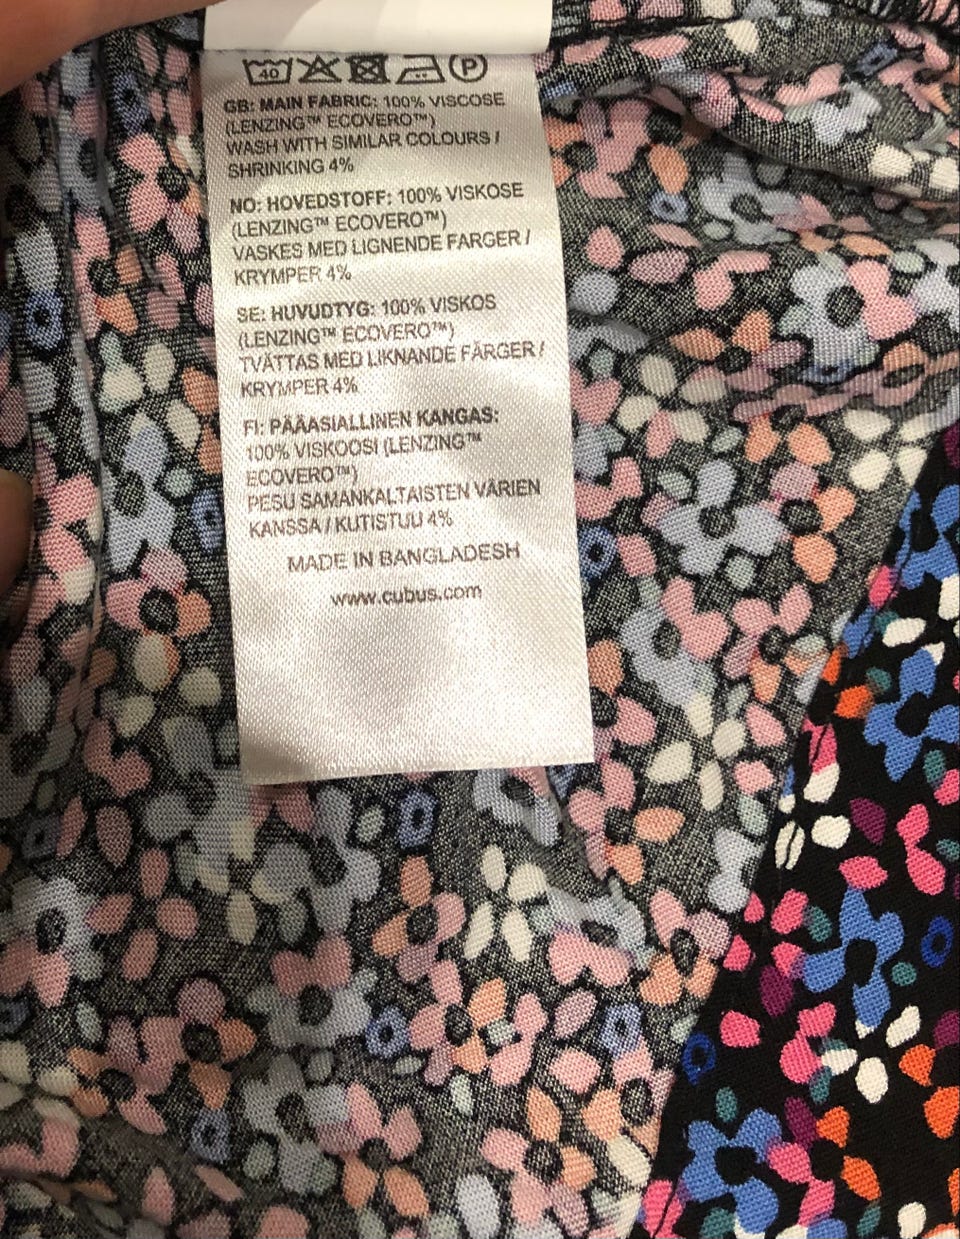 40 P
GB: MAIN FABRIC: 100% VISCOSE
(LENZING™ ECOVERO™)
WASH WITH SIMILAR COLOURS /
SHRINKING 4%
NO: HOVEDSTOFF: 100% VISKOSE
(LENZING™ ECOVERO™)
VASKES MED LIGNENDE FARGER /
KRYMPER 4%
SE: HUVUDTYG: 100% VISKOS
(LENZING™ ECOVERO™)
TVÄTTAS MED LIKNANDE FÄRGER /
KRYMPER 4%
FI: PÄÄASIALLINEN KANGAS:
100% VISKOOSI (LENZING™
ECOVERO™)
PESU SAMANKALTAISTEN VÄRIEN
KANSSA / KUTISTUU 4%
MADE IN BANGLADESH
www.cubus.com